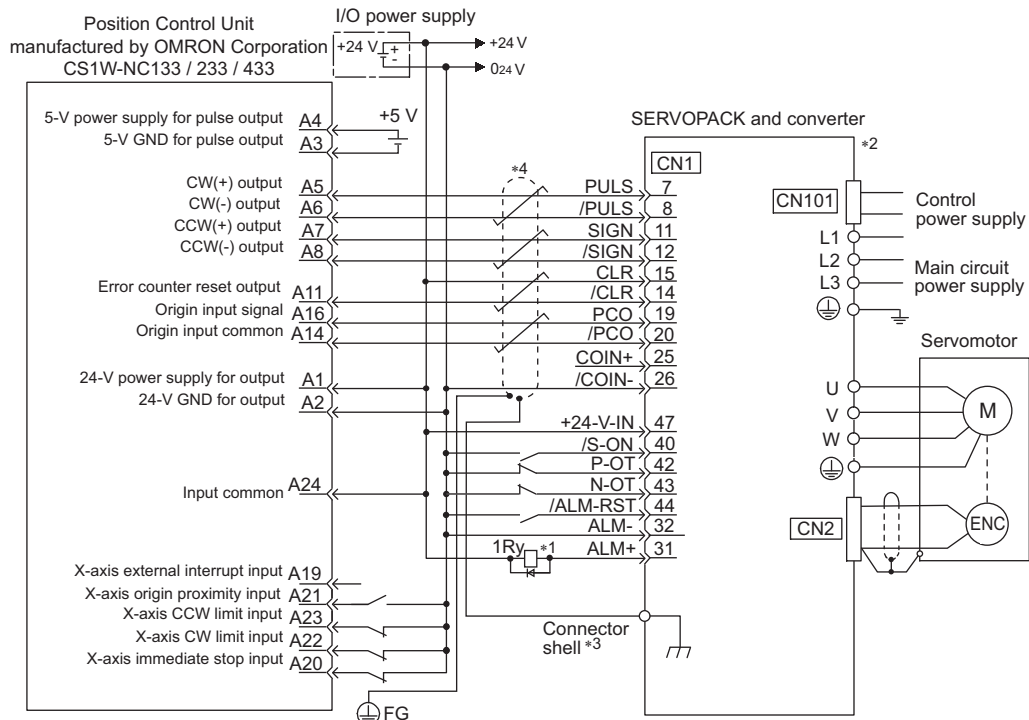 Position Control Unit
manufactured by OMRON Corporation
CS1W-NC133 / 233 / 433
I/O power supply
+24 V
+
-
+24 V
024 V
5-V power supply for pulse output A4
5-V GND for pulse output A3
+5 V
CW(+) output A5
CW(-) output A6
CCW(+) output A7
CCW(-) output A8
Error counter reset output A11
Origin input signal A16
Origin input common A14
24-V power supply for output A1
24-V GND for output A2
Input common A24
X-axis external interrupt input A19
X-axis origin proximity input A21
X-axis CCW limit input A23
X-axis CW limit input A22
X-axis immediate stop input A20
*4
FG
SERVOPACK and converter
*2
CN1
PULS 7
/PULS 8
SIGN 11
/SIGN 12
CLR 15
/CLR 14
PCO 19
/PCO 20
COIN+ 25
/COIN- 26
+24-V-IN 47
/S-ON 40
P-OT 42
N-OT 43
/ALM-RST 44
ALM- 32
1Ry *1 ALM+ 31
Connector
shell *3
CN101
Control
power supply
L1
L2
L3
Main circuit
power supply
Servomotor
U
V
W
M
CN2
ENC